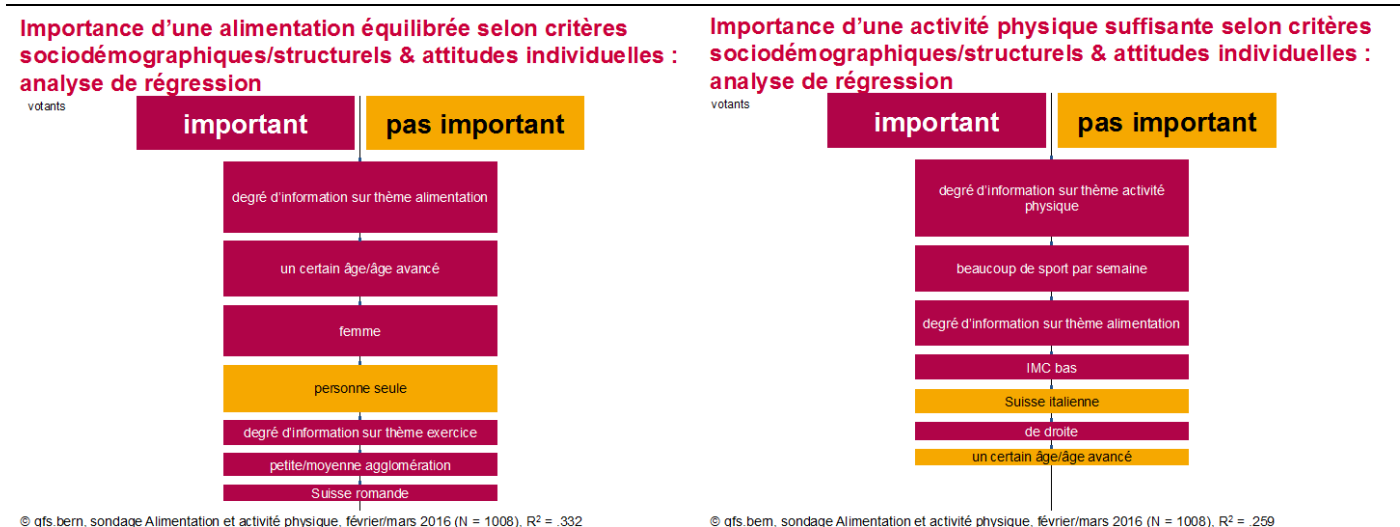 Importance d’une alimentation équilibrée selon critères
sociodémographiques/structurels & attitudes individuelles :
analyse de régression
votants
important
pas important
degré d’information sur thème alimentation
un certain âge/âge avancé
femme
personne seule
degré d’information sur thème exercice
petite/moyenne agglomération
Suisse romande
© gfs.bern, sondage Alimentation et activité physique, février/mars 2016 (N = 1008), R² = .332
Importance d’une activité physique suffisante selon critères
sociodémographiques/structurels & attitudes individuelles :
analyse de régression
votants
important
pas important
degré d’information sur thème activité
physique
beaucoup de sport par semaine
degré d’information sur thème alimentation
IMC bas
Suisse italienne
de droite
un certain âge/âge avancé
© gfs.bern, sondage Alimentation et activité physique, février/mars 2016 (N = 1008), R² = .259